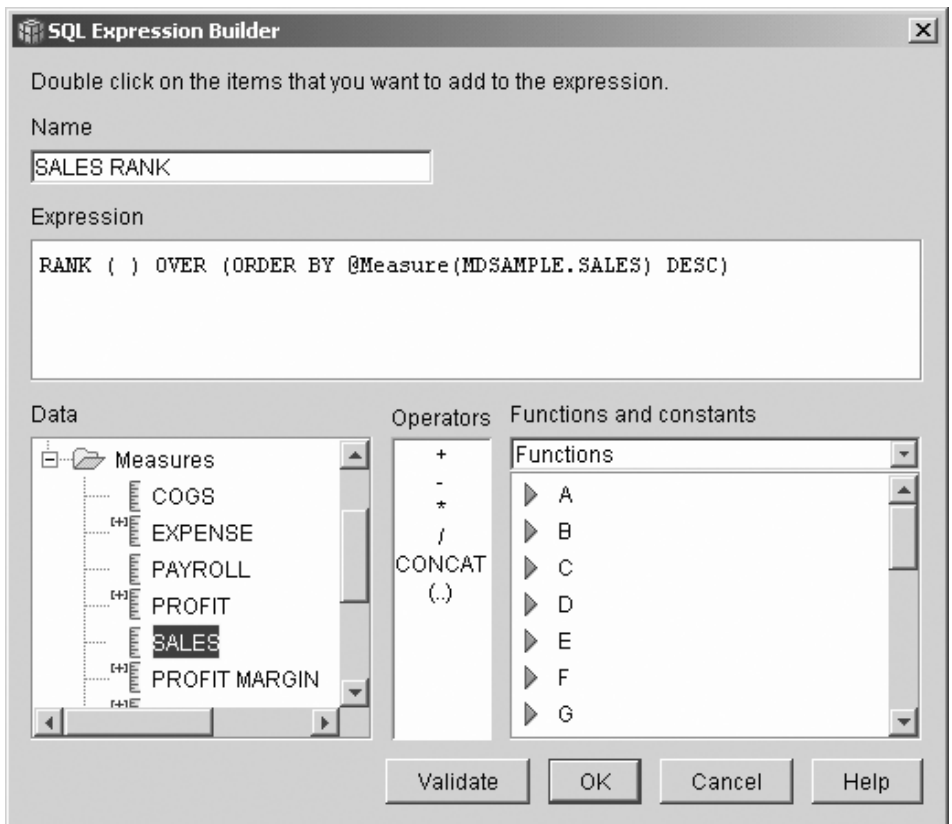 SQL Expression Builder
Double click on the items that you want to add to the expression.
Name
SALES RANK
Expression
RANK ( ) OVER (ORDER BY @Measure(MDSAMPLE.SALES) DESC)
Data
Measures
COGS
EXPENSE
PAYROLL
PROFIT
SALES
PROFIT MARGIN
Operators
+
-
*
/
CONCAT
(..)
Functions and constants
Functions
A
B
C
D
E
F
G
Validate
OK
Cancel
Help